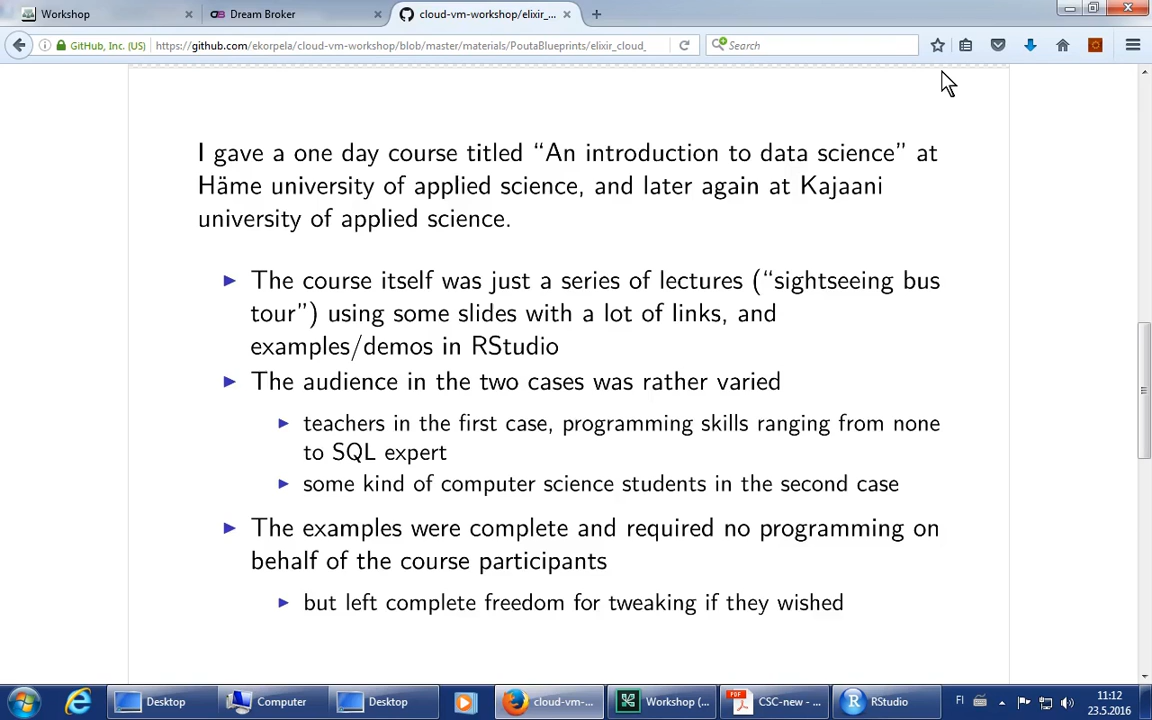 Workshop
Dream Broker
cloud-vm-workshop/elixir_...
GitHub, Inc. (US)
https://github.com/ekorpela/cloud-vm-workshop/blob/master/materials/PoutaBlueprints/elixir_cloud_
Search
I gave a one day course titled “An introduction to data science” at
Häme university of applied science, and later again at Kajaani
university of applied science.
The course itself was just a series of lectures (“sightseeing bus
tour”) using some slides with a lot of links, and
examples/demos in RStudio
The audience in the two cases was rather varied
teachers in the first case, programming skills ranging from none
to SQL expert
some kind of computer science students in the second case
The examples were complete and required no programming on
behalf of the course participants
but left complete freedom for tweaking if they wished
Desktop
Computer
Desktop
cloud-vm-...
Workshop (...
CSC-new - ...
RStudio
FI
11:12
23.5.2016